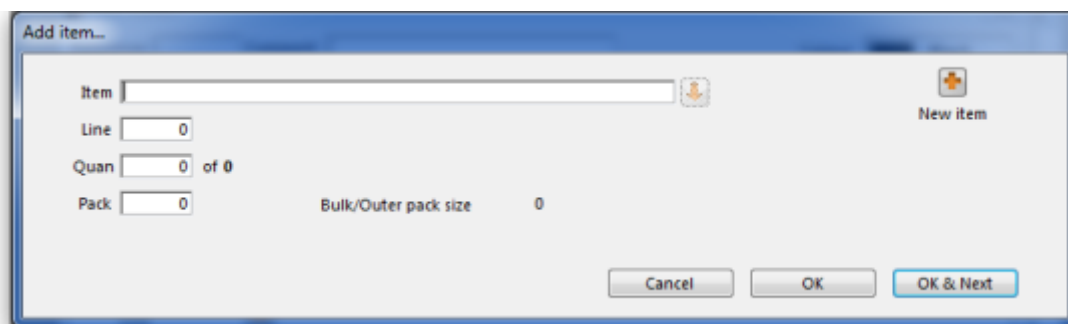 Add item...
Item
New item
Line 0
Quan 0 of 0
Pack 0 Bulk/Outer pack size 0
Cancel OK OK & Next